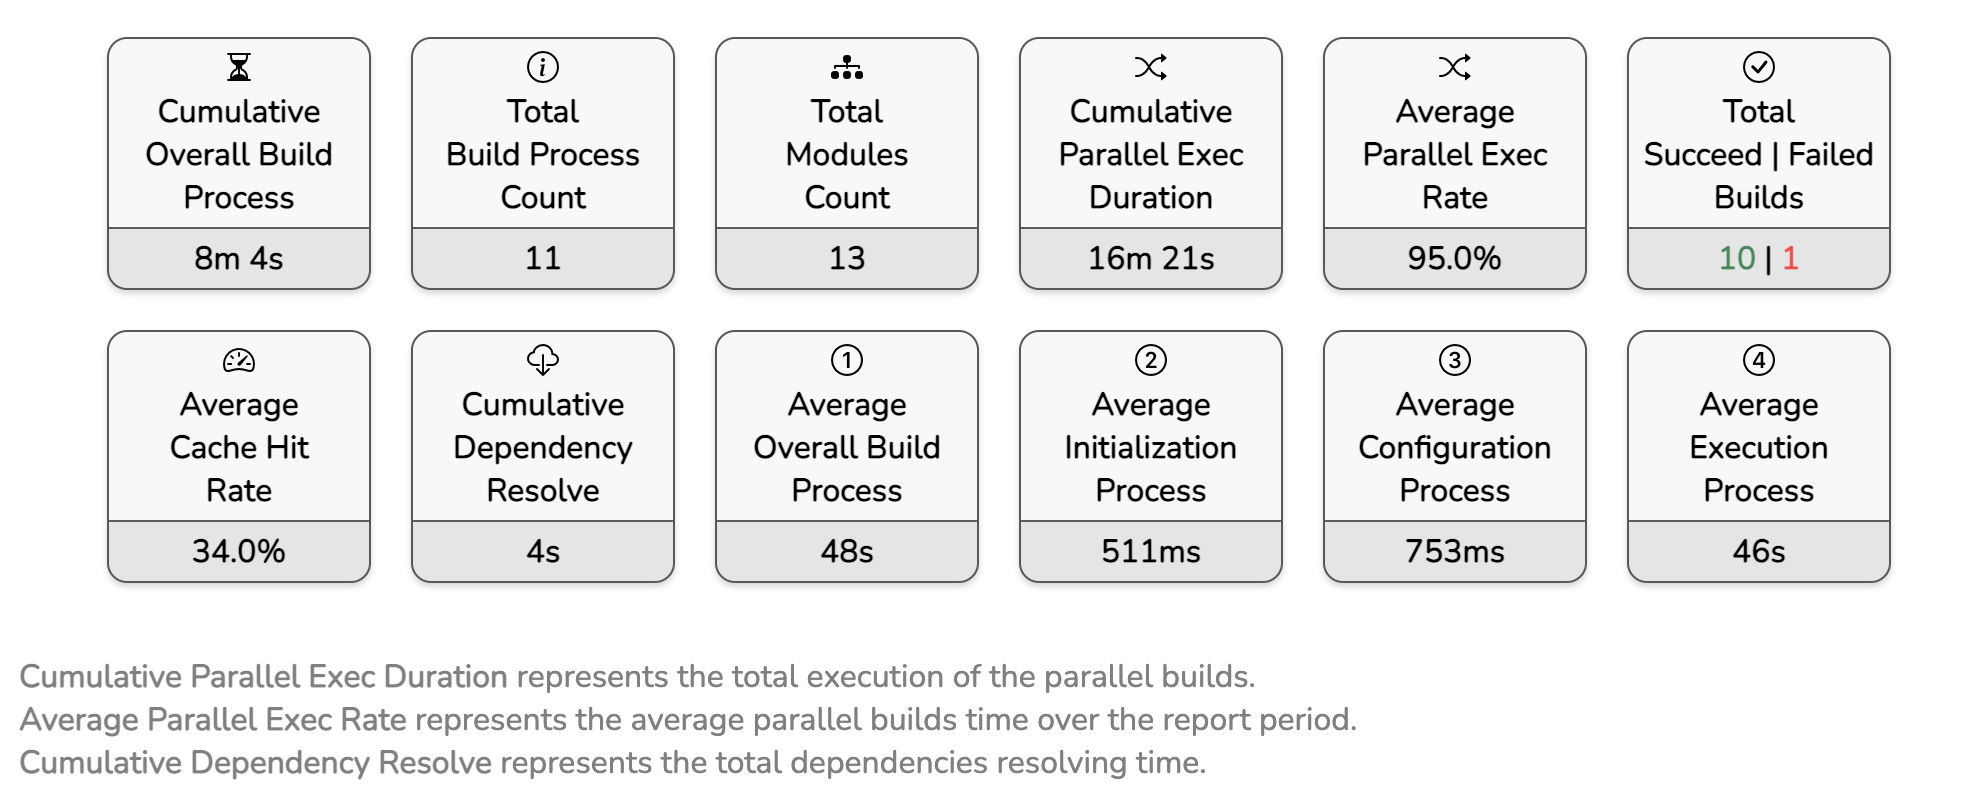 Cumulative
Overall Build
Process
8m 4s
Total
Build Process
Count
11
Total
Modules
Count
13
Cumulative
Parallel Exec
Duration
16m 21s
Average
Parallel Exec
Rate
95.0%
Total
Succeed | Failed
Builds
10 | 1
Average
Cache Hit
Rate
34.0%
Cumulative
Dependency
Resolve
4s
1
Average
Overall Build
Process
48s
2
Average
Initialization
Process
511ms
3
Average
Configuration
Process
753ms
4
Average
Execution
Process
46s
Cumulative Parallel Exec Duration represents the total execution of the parallel builds.
Average Parallel Exec Rate represents the average parallel builds time over the report period.
Cumulative Dependency Resolve represents the total dependencies resolving time.